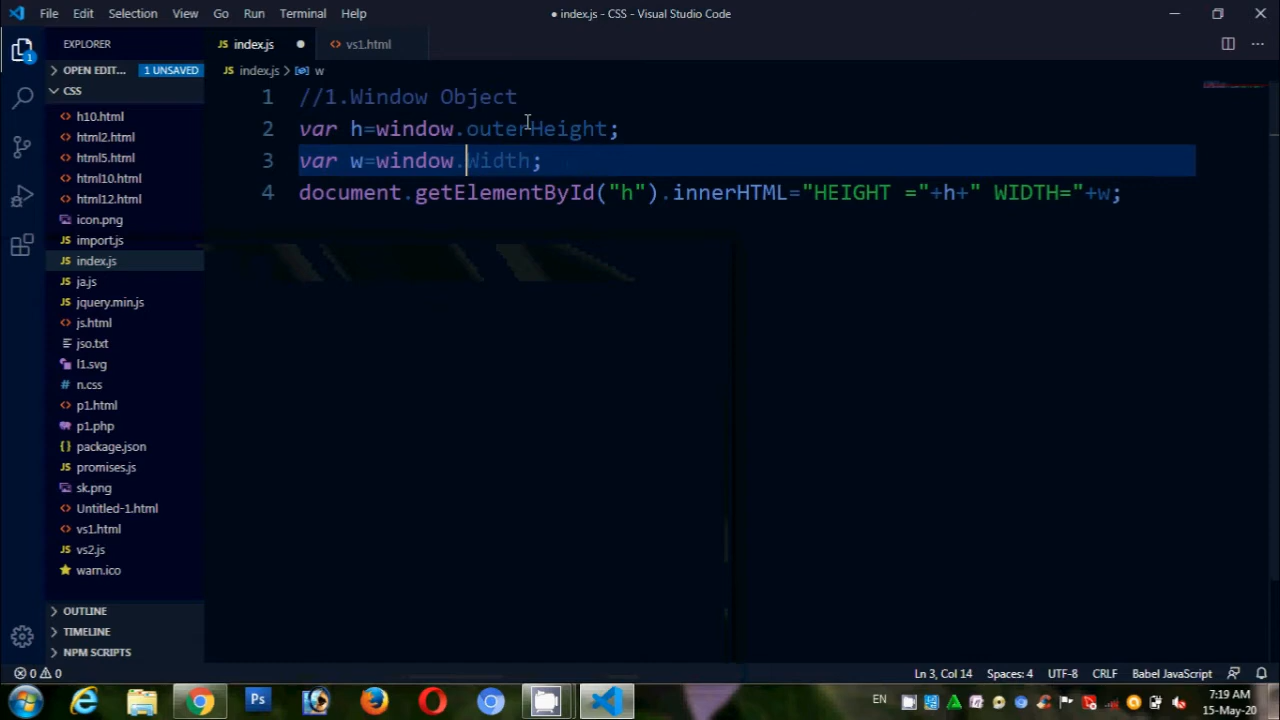 File Edit Selection View Go Run Terminal Help
● index.js - CSS - Visual Studio Code
EXPLORER
index.js ●
vs1.html
OPEN EDIT... 1 UNSAVED
index.js > w
CSS
h10.html
html2.html
html5.html
html10.html
html12.html
icon.png
import.js
index.js
ja.js
jquery.min.js
js.html
jso.txt
l1.svg
n.css
p1.html
p1.php
package.json
promises.js
sk.png
Untitled-1.html
vs1.html
vs2.js
warn.ico
OUTLINE
TIMELINE
NPM SCRIPTS
1
1 //1.Window Object
2 var h=window.outerHeight;
3 var w=window.Width;
4 document.getElementById("h").innerHTML="HEIGHT ="+h+" WIDTH="+w;
0 0
Ln 3, Col 14 Spaces: 4 UTF-8 CRLF Babel JavaScript
Ps
EN
7:19 AM
15-May-20